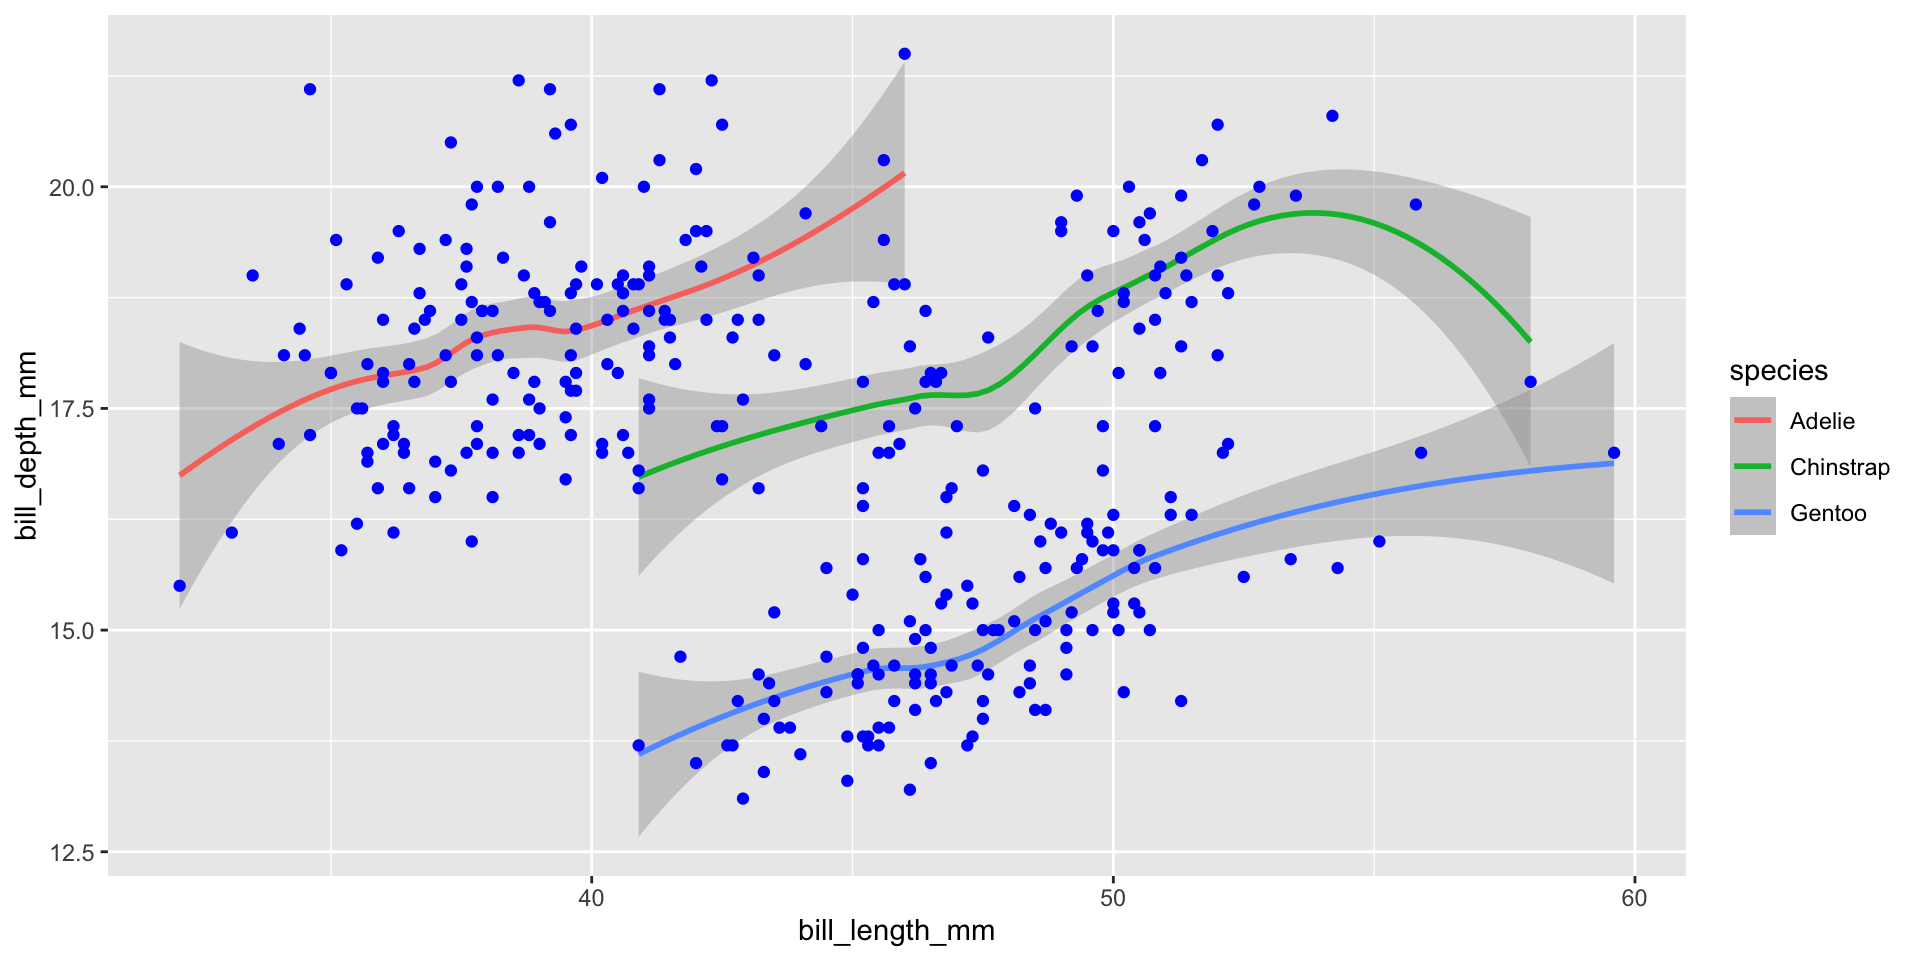 20.0
17.5
15.0
12.5
bill_depth_mm
40
50
60
bill_length_mm
species
Adelie
Chinstrap
Gentoo